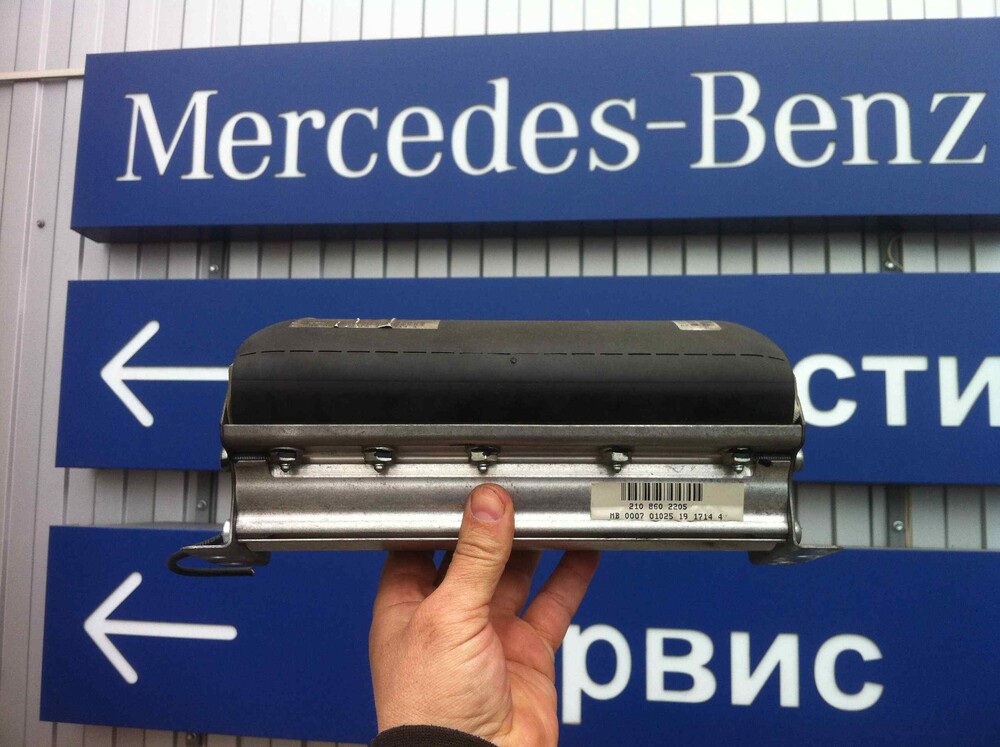 Mercedes-Benz
сти
210 860 2205
MB 0007 01025 19 1714 4
рвис